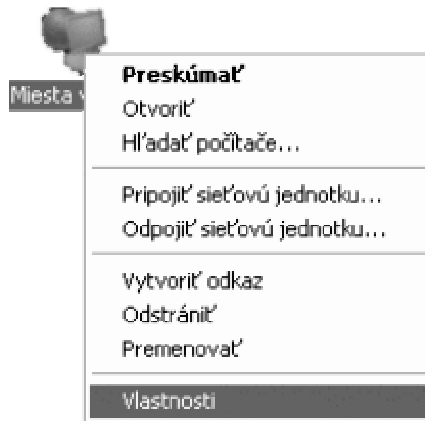 Miesta v
Preskúmať
Otvoriť
Hľadať počítače...
Pripojiť sieťovú jednotku...
Odpojiť sieťovú jednotku...
Vytvoriť odkaz
Odstrániť
Premenovať
Vlastnosti